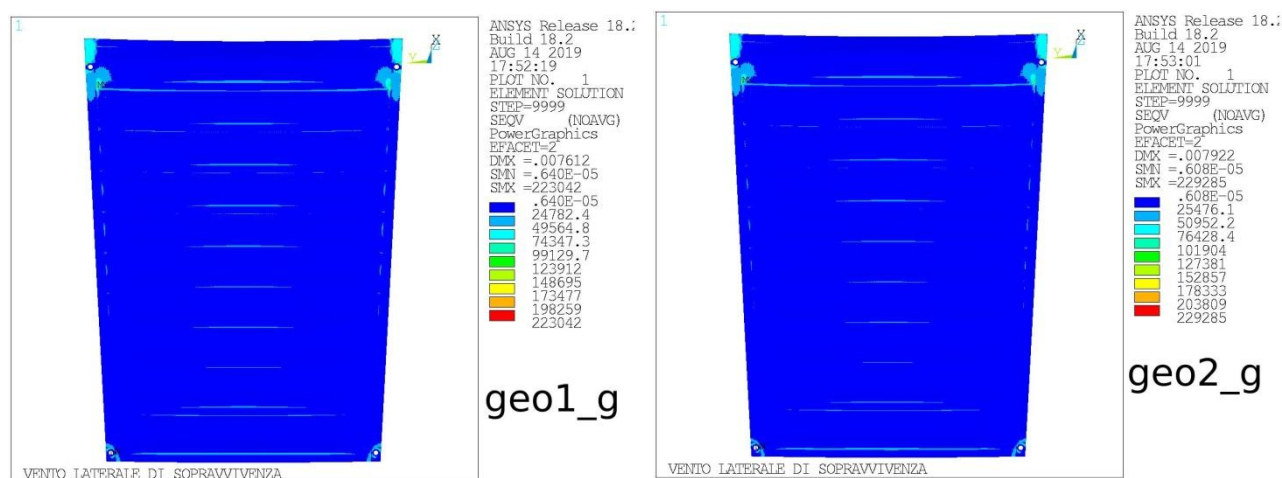 1
ANSYS Release 18.2
Build 18.2
AUG 14 2019
17:52:19
PLOT NO. 1
ELEMENT SOLUTION
STEP=9999
SEQV (NOAVG)
PowerGraphics
EFACET=2
DMX =.007612
SMN =.640E-05
SMX =223042
.640E-05
24782.4
49564.8
74347.3
99129.7
123912
148695
173477
198259
223042
X
Y
Z
geo1_g
VENTO LATERALE DI SOPRAVVIVENZA
1
ANSYS Release 18.2
Build 18.2
AUG 14 2019
17:53:01
PLOT NO. 1
ELEMENT SOLUTION
STEP=9999
SEQV (NOAVG)
PowerGraphics
EFACET=2
DMX =.007922
SMN =.608E-05
SMX =229285
.608E-05
25476.1
50952.2
76428.4
101904
127381
152857
178333
203809
229285
X
Y
Z
geo2_g
VENTO LATERALE DI SOPRAVVIVENZA